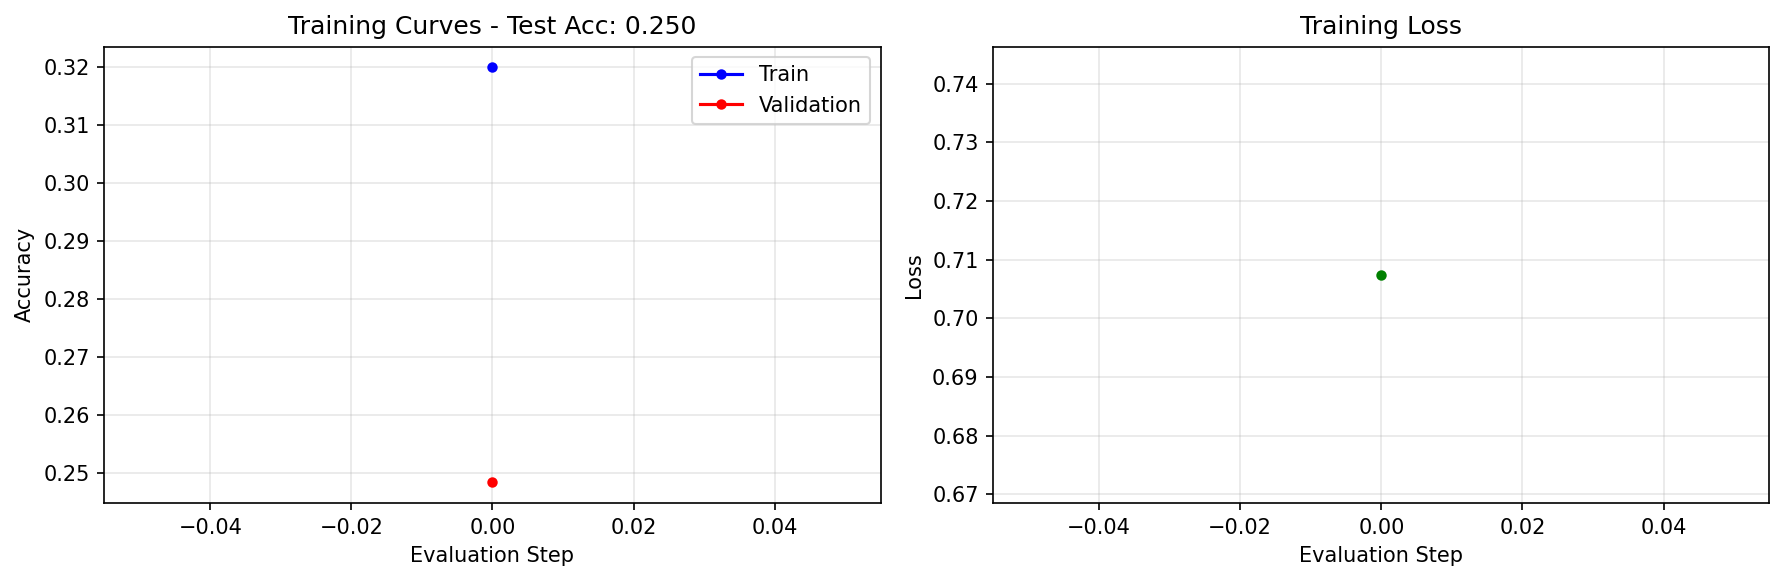 Training Curves - Test Acc: 0.250
Train
Validation
0.32
0.31
0.30
0.29
0.28
0.27
0.26
0.25
Accuracy
−0.04 −0.02 0.00 0.02 0.04
Evaluation Step
Training Loss
0.74
0.73
0.72
0.71
0.70
0.69
0.68
0.67
Loss
−0.04 −0.02 0.00 0.02 0.04
Evaluation Step